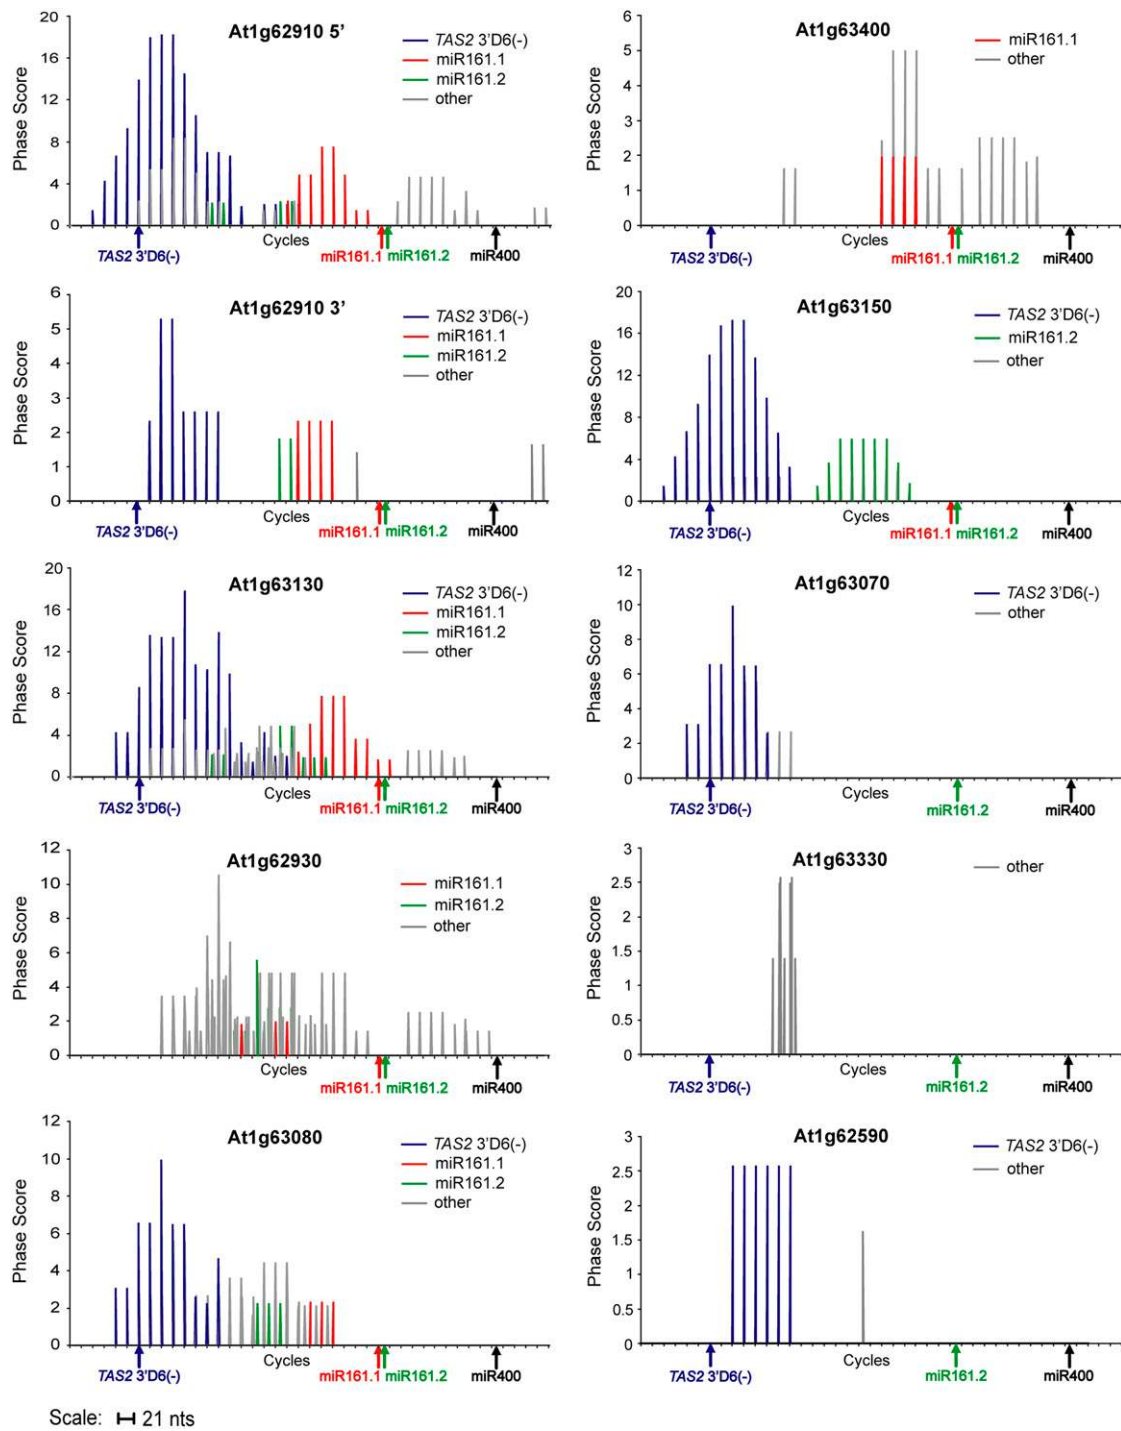 At1g62910 5’
Phase Score
20
16
12
8
4
0
TAS2 3’D6(-)
miR161.1
miR161.2
other
Cycles
TAS2 3’D6(-)
miR161.1
miR161.2
miR400
At1g63400
Phase Score
6
5
4
3
2
1
0
miR161.1
other
Cycles
TAS2 3’D6(-)
miR161.1
miR161.2
miR400
At1g62910 3’
Phase Score
6
5
4
3
2
1
0
TAS2 3’D6(-)
miR161.1
miR161.2
other
Cycles
TAS2 3’D6(-)
miR161.1
miR161.2
miR400
At1g63150
Phase Score
20
16
12
8
4
0
TAS2 3’D6(-)
miR161.2
other
Cycles
TAS2 3’D6(-)
miR161.1
miR161.2
miR400
At1g63130
Phase Score
20
16
12
8
4
0
TAS2 3’D6(-)
miR161.1
miR161.2
other
Cycles
TAS2 3’D6(-)
miR161.1
miR161.2
miR400
At1g63070
Phase Score
12
10
8
6
4
2
0
TAS2 3’D6(-)
other
Cycles
TAS2 3’D6(-)
miR161.2
miR400
At1g62930
Phase Score
12
10
8
6
4
2
0
miR161.1
miR161.2
other
Cycles
miR161.1
miR161.2
miR400
At1g63330
Phase Score
3
2.5
2
1.5
1
0.5
0
other
Cycles
TAS2 3’D6(-)
miR161.2
miR400
At1g63080
Phase Score
12
10
8
6
4
2
0
TAS2 3’D6(-)
miR161.1
miR161.2
other
Cycles
TAS2 3’D6(-)
miR161.1
miR161.2
miR400
At1g62590
Phase Score
3
2.5
2
1.5
1
0.5
0
TAS2 3’D6(-)
other
Cycles
TAS2 3’D6(-)
miR161.2
miR400
Scale: 21 nts